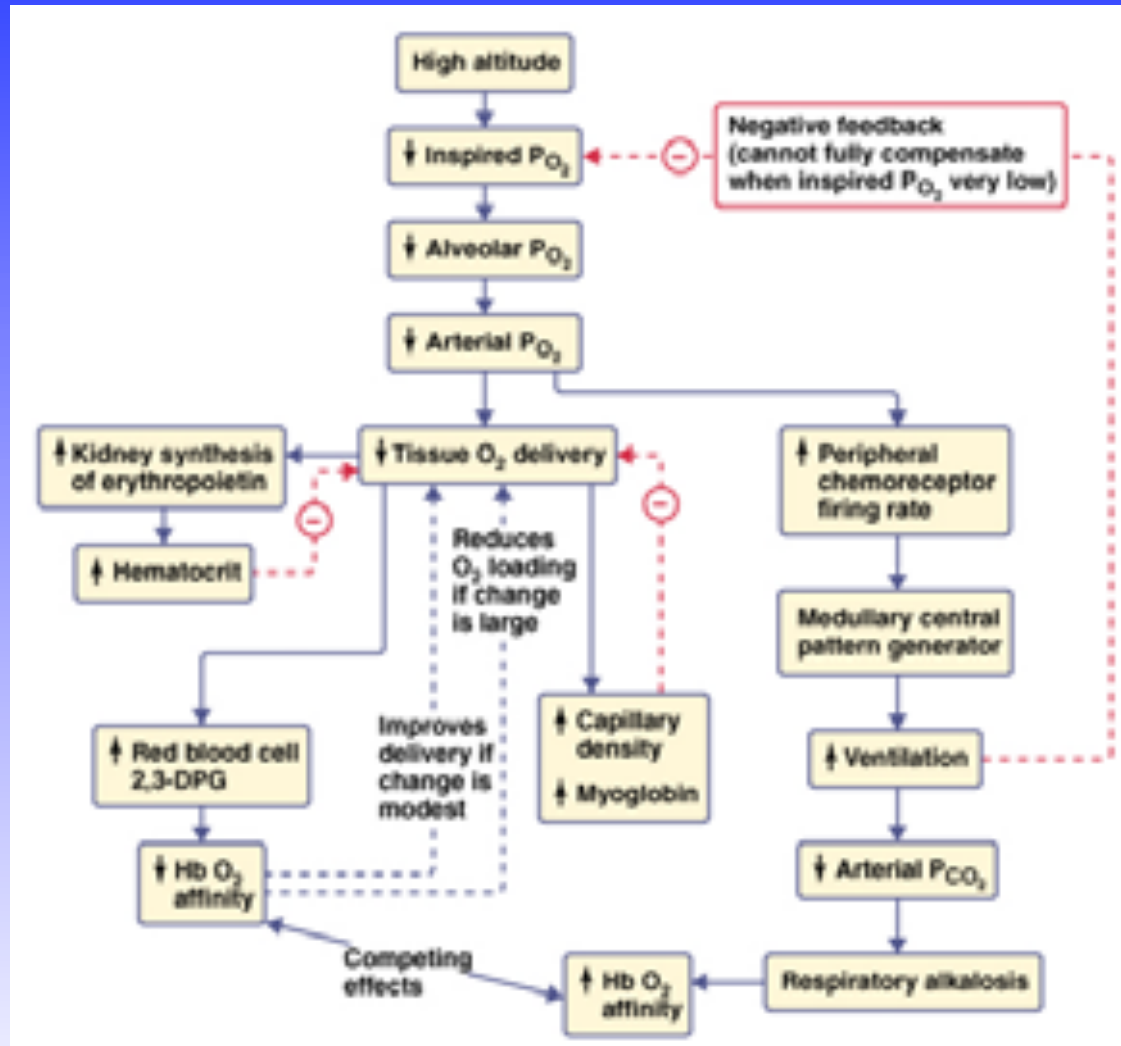 High altitude
↓ Inspired PO2
Negative feedback
(cannot fully compensate
when inspired PO2 very low)
−
↓ Alveolar PO2
↓ Arterial PO2
↑ Kidney synthesis
of erythropoietin
↓ Tissue O2 delivery
↑ Peripheral
chemoreceptor
firing rate
−
−
↑ Hematocrit
Reduces
O2 loading
if change
is large
Medullary central
pattern generator
Improves
delivery if
change is
modest
↑ Capillary
density
↑ Myoglobin
↑ Red blood cell
2,3-DPG
↑ Ventilation
↓ Hb O2
affinity
↓ Arterial PCO2
Competing
effects
↑ Hb O2
affinity
Respiratory alkalosis